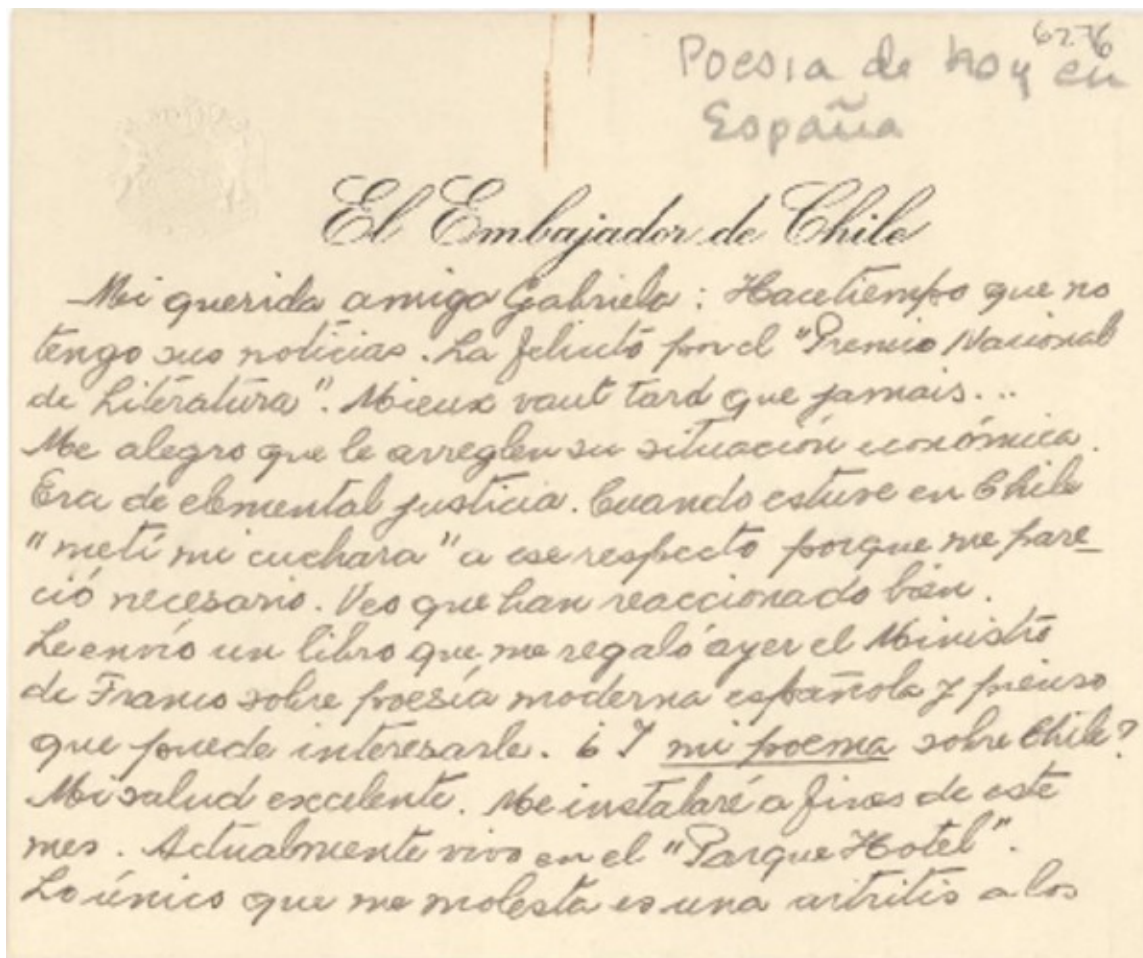 6276
Poesia de hoy en
España
El Embajador de Chile
Mi querida amiga Gabriela: Hace tiempo que no
tengo sus noticias. La felicitó por el "Premio Nacional
de Literatura". Mieux vaut tard que jamais...
Me alegro que le arreglen su situación económica.
Era de elemental justicia. Cuando estuve en Chile
"metí mi cuchara" a ese respecto porque me pare-
ció necesario. Veo que han reaccionado bien.
Le envío un libro que me regaló ayer el Ministro
de Franco sobre poesía moderna española y pienso
que puede interesarle. ¿Y mi poema sobre Chile?
Mi salud excelente. Me instalaré a fines de este
mes. Actualmente vivo en el "Parque Hotel".
Lo único que me molesta es una artritis a los